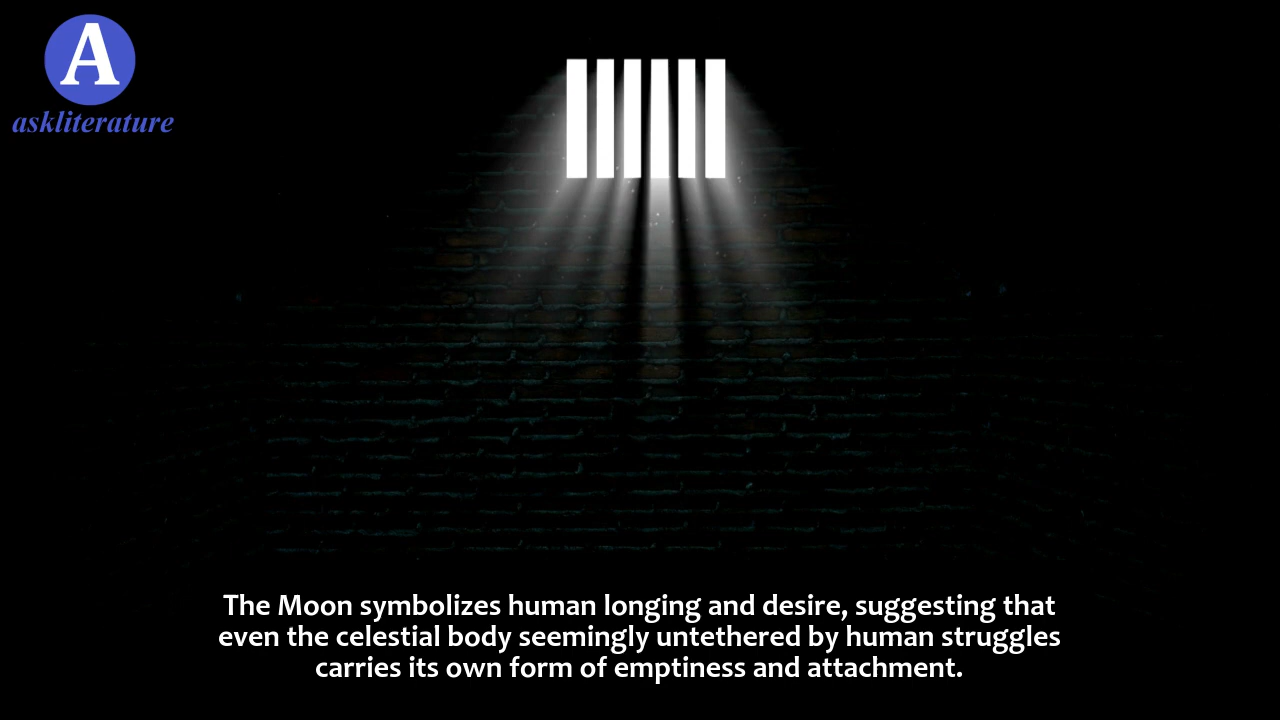 A
askliterature
The Moon symbolizes human longing and desire, suggesting that
even the celestial body seemingly untethered by human struggles
carries its own form of emptiness and attachment.